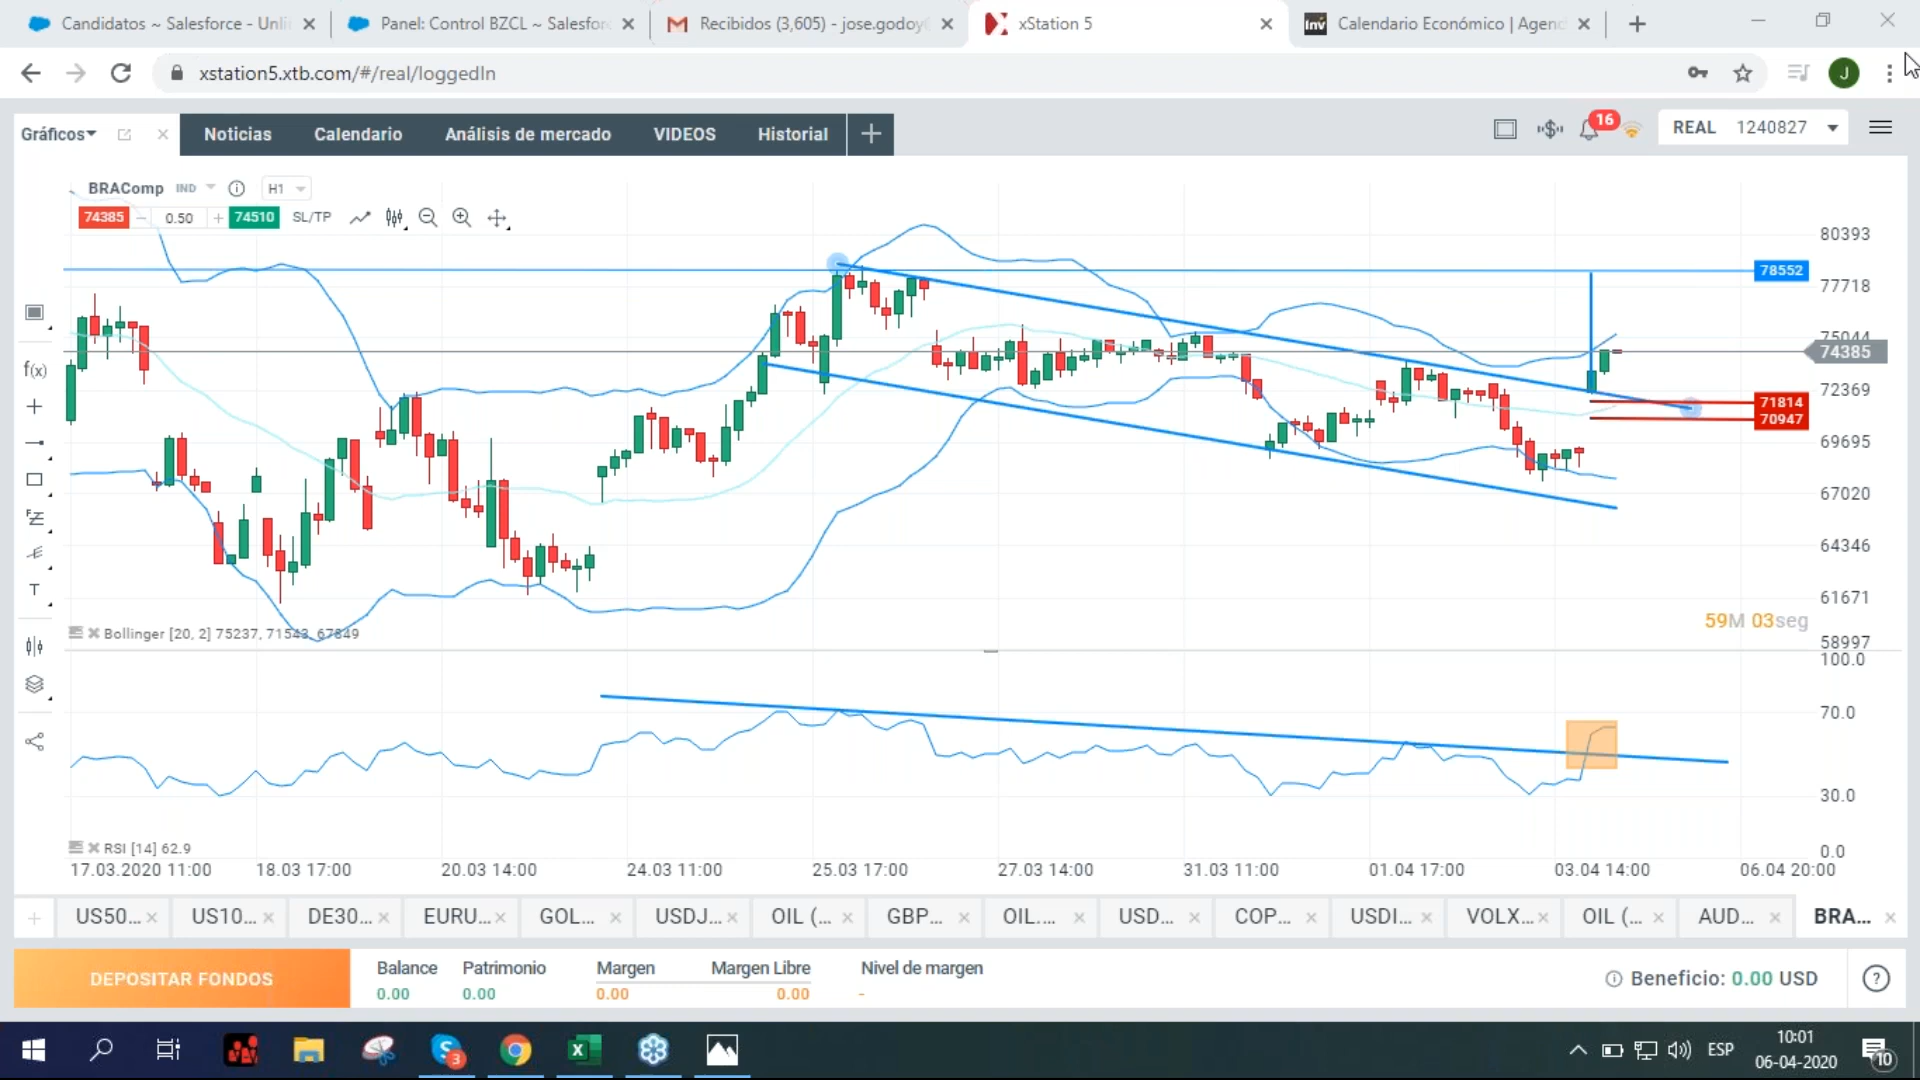 Candidatos ~ Salesforce - Unli
Panel: Control BZCL ~ Salesforc
Recibidos (3,605) - jose.godoy
xStation 5
Inv Calendario Económico | Agenc
xstation5.xtb.com/#/real/loggedIn
J
Gráficos
Noticias
Calendario
Análisis de mercado
VIDEOS
Historial
16
REAL 1240827
BRAComp IND H1
74385 0.50 74510 SL/TP
80393
78552
77718
75044
74385
72369
71814
70947
69695
67020
64346
61671
58997
f(x)
T
59M 03seg
Bollinger [20, 2] 75237, 71543, 67849
100.0
70.0
30.0
0.0
RSI [14] 62.9
17.03.2020 11:00 18.03 17:00 20.03 14:00 24.03 11:00 25.03 17:00 27.03 14:00 31.03 11:00 01.04 17:00 03.04 14:00 06.04 20:00
US50... US10... DE30... EURU... GOL... USDJ... OIL (... GBP... OIL.... USD... COP... USDI... VOLX... OIL (... AUD... BRA...
DEPOSITAR FONDOS
Balance Patrimonio Margen Margen Libre Nivel de margen
0.00 0.00 0.00 0.00 -
Beneficio: 0.00 USD
3
ESP
10:01
06-04-2020
10